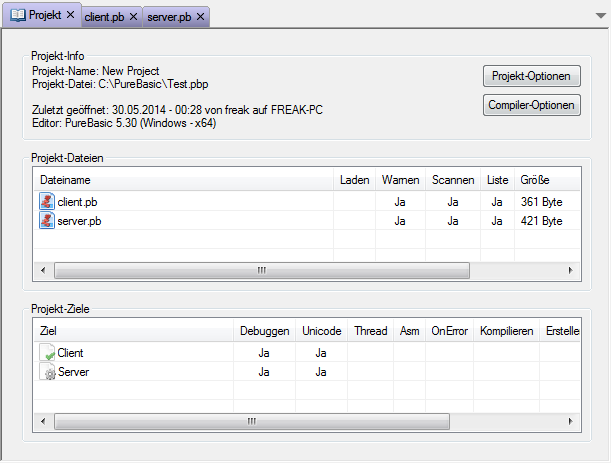 Projekt client.pb server.pb
Projekt-Info
Projekt-Name: New Project
Projekt-Datei: C:\PureBasic\Test.pbp
Projekt-Optionen
Zuletzt geöffnet: 30.05.2014 - 00:28 von freak auf FREAK-PC
Compiler-Optionen
Editor: PureBasic 5.30 (Windows - x64)
Projekt-Dateien
Dateiname Laden Warnen Scannen Liste Größe
client.pb Ja Ja Ja 361 Byte
server.pb Ja Ja Ja 421 Byte
Projekt-Ziele
Ziel Debuggen Unicode Thread Asm OnError Kompilieren Erstelle
Client Ja Ja
Server Ja Ja